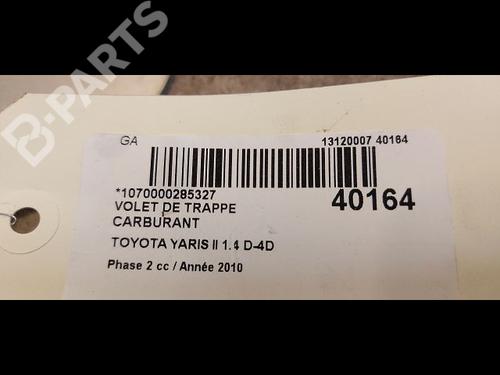 B-PARTS
GA
13120007 40164
*1070000285327
40164
VOLET DE TRAPPE
CARBURANT
TOYOTA YARIS II 1.4 D-4D
Phase 2 cc / Année 2010